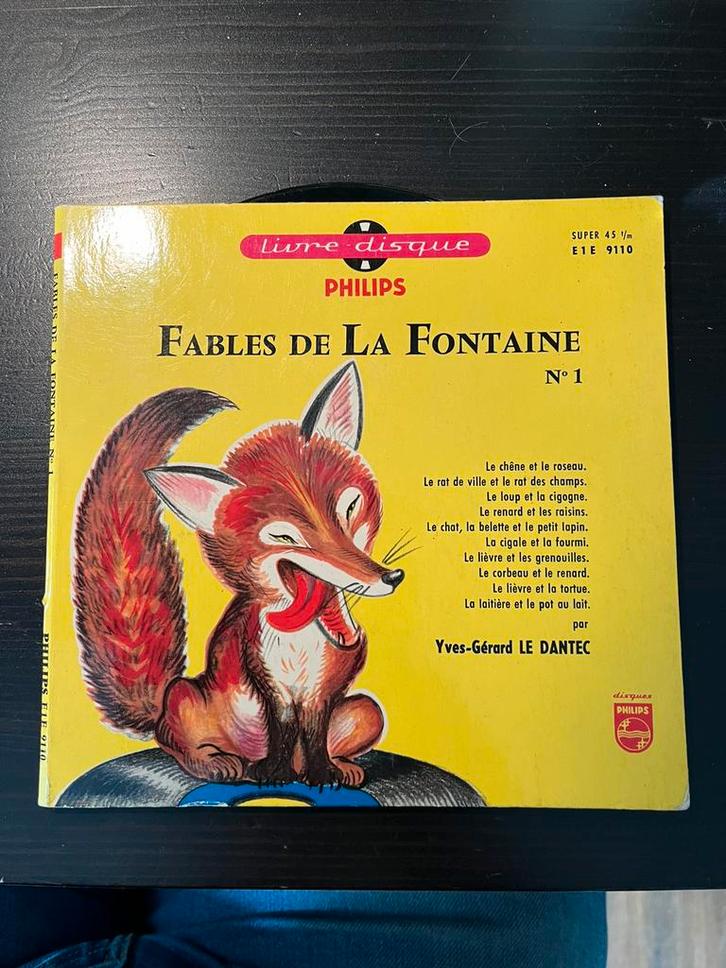 Livre-disque
PHILIPS
SUPER 45 t/m
E1E 9110
FABLES DE LA FONTAINE
N° 1
Le chêne et le roseau.
Le rat de ville et le rat des champs.
Le loup et la cigogne.
Le renard et les raisins.
Le chat, la belette et le petit lapin.
La cigale et la fourmi.
Le lièvre et les grenouilles.
Le corbeau et le renard.
Le lièvre et la tortue.
La laitière et le pot au lait.
par
Yves-Gérard LE DANTEC
disques
PHILIPS
FABLES DE LA FONTAINE N° 1
PHILIPS E1E 9110